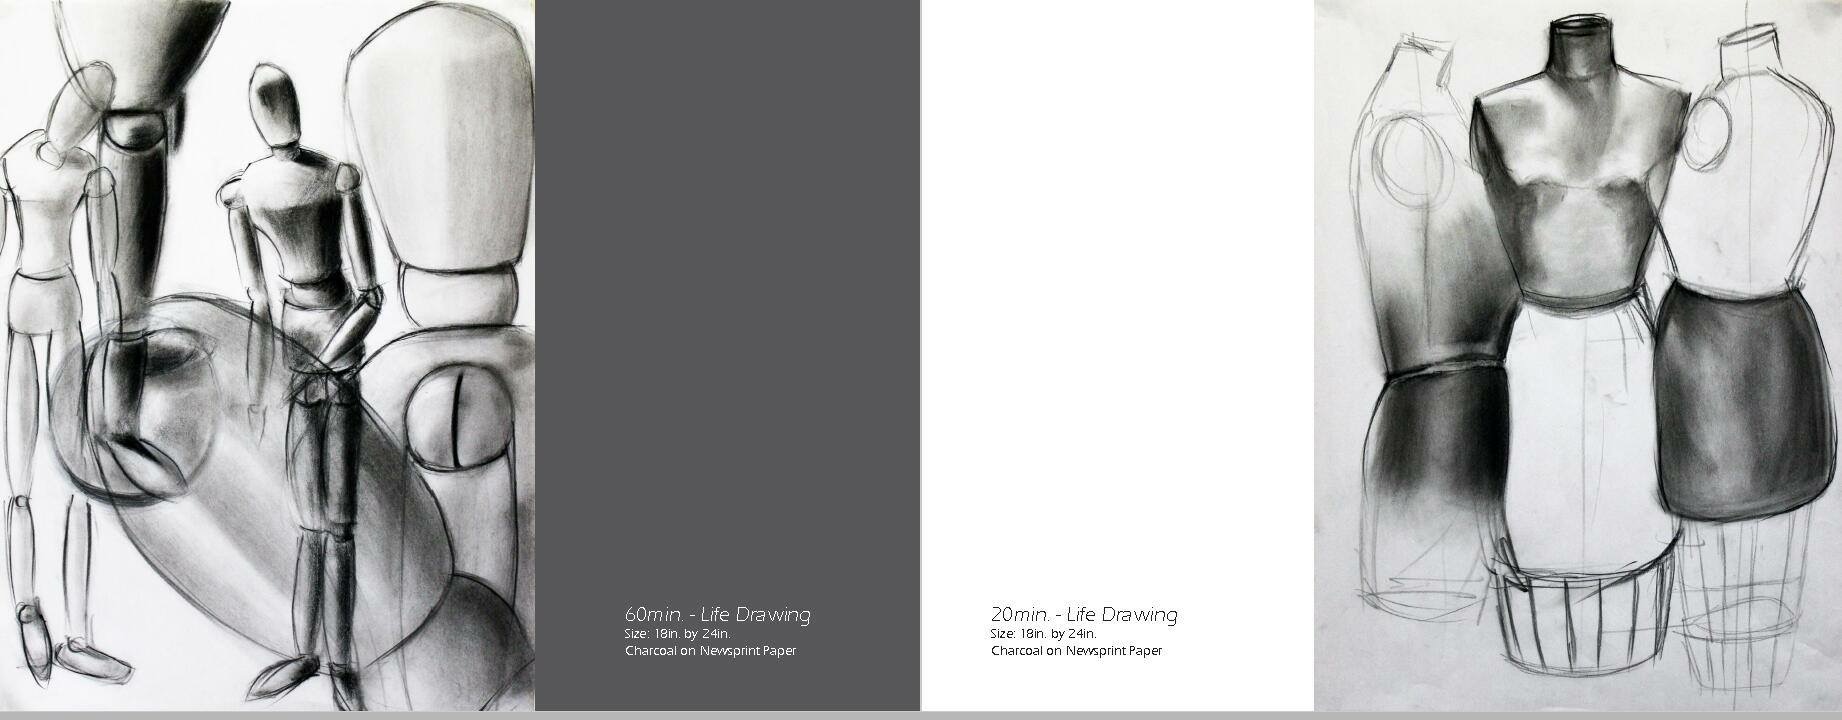 60min. - Life Drawing
Size: 18in. by 24in.
Charcoal on Newsprint Paper
20min. - Life Drawing
Size: 18in. by 24in.
Charcoal on Newsprint Paper